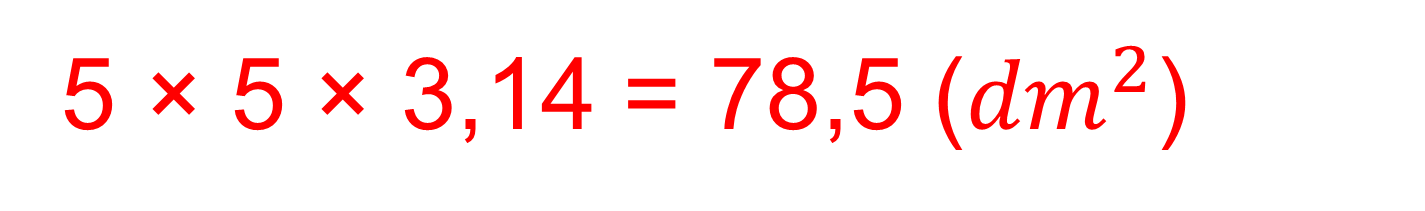 5 × 5 × 3,14 = 78,5 (dm²)